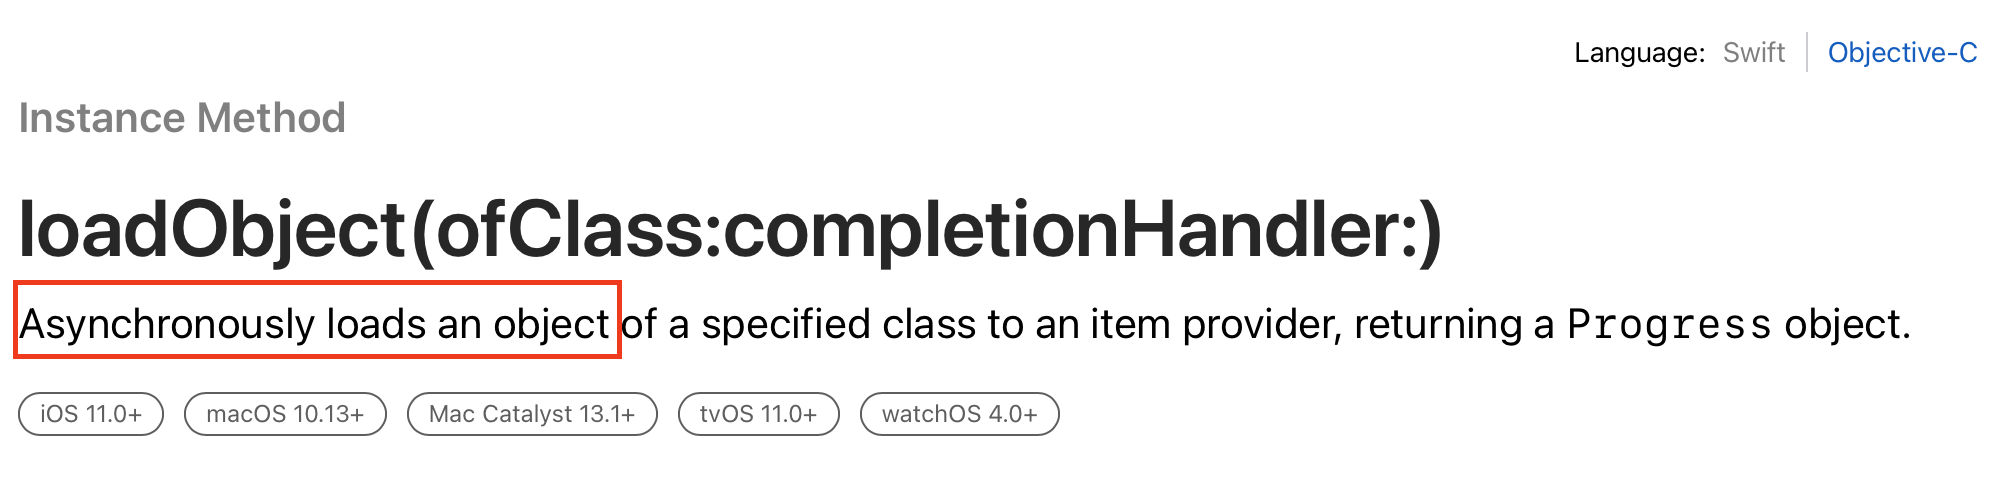 Language: Swift Objective-C
Instance Method
loadObject(ofClass:completionHandler:)
Asynchronously loads an object of a specified class to an item provider, returning a Progress object.
iOS 11.0+ macOS 10.13+ Mac Catalyst 13.1+ tvOS 11.0+ watchOS 4.0+